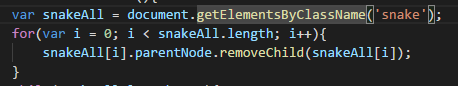 var snakeAll = document.getElementsByClassName('snake');
for(var i = 0; i < snakeAll.length; i++){
snakeAll[i].parentNode.removeChild(snakeAll[i]);
}